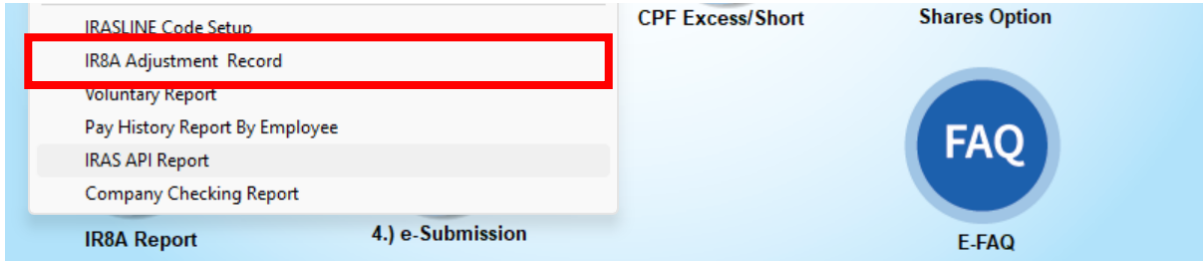 IRASLINE Code Setup
IR8A Adjustment Record
Voluntary Report
Pay History Report By Employee
IRAS API Report
Company Checking Report
CPF Excess/Short
Shares Option
FAQ
IR8A Report
4.) e-Submission
E-FAQ